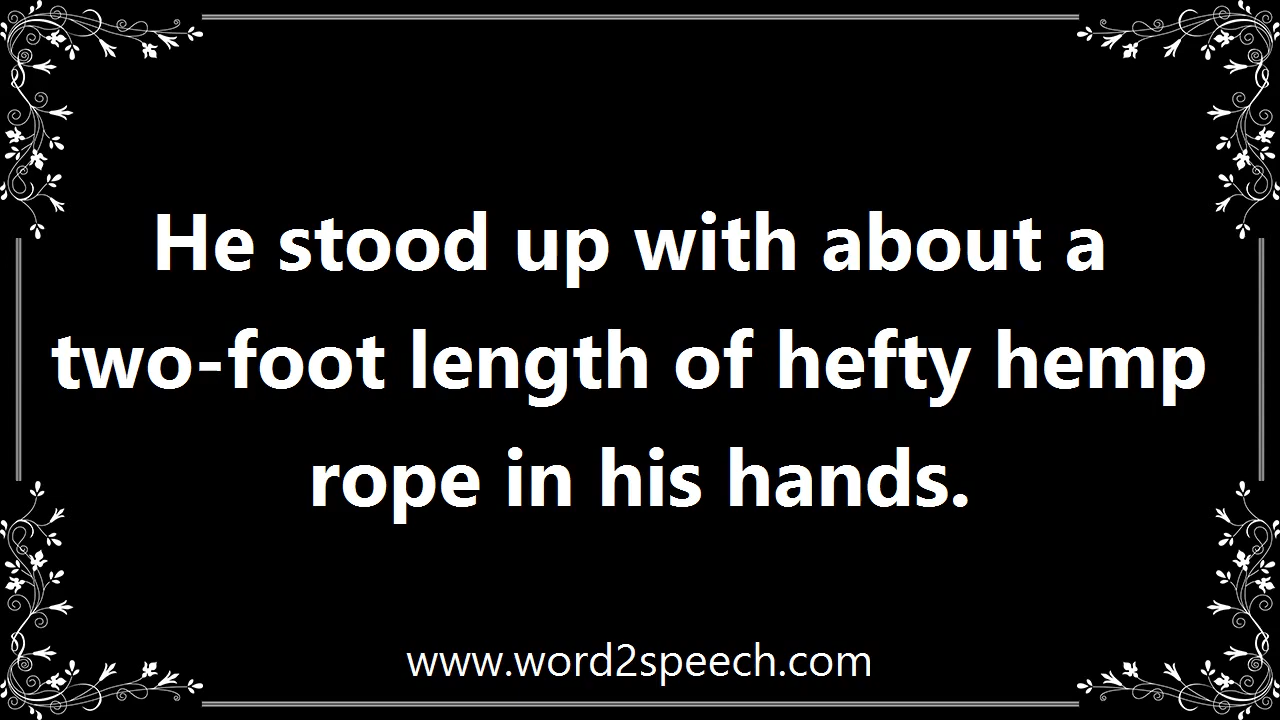 He stood up with about a
two-foot length of hefty hemp
rope in his hands.
www.word2speech.com